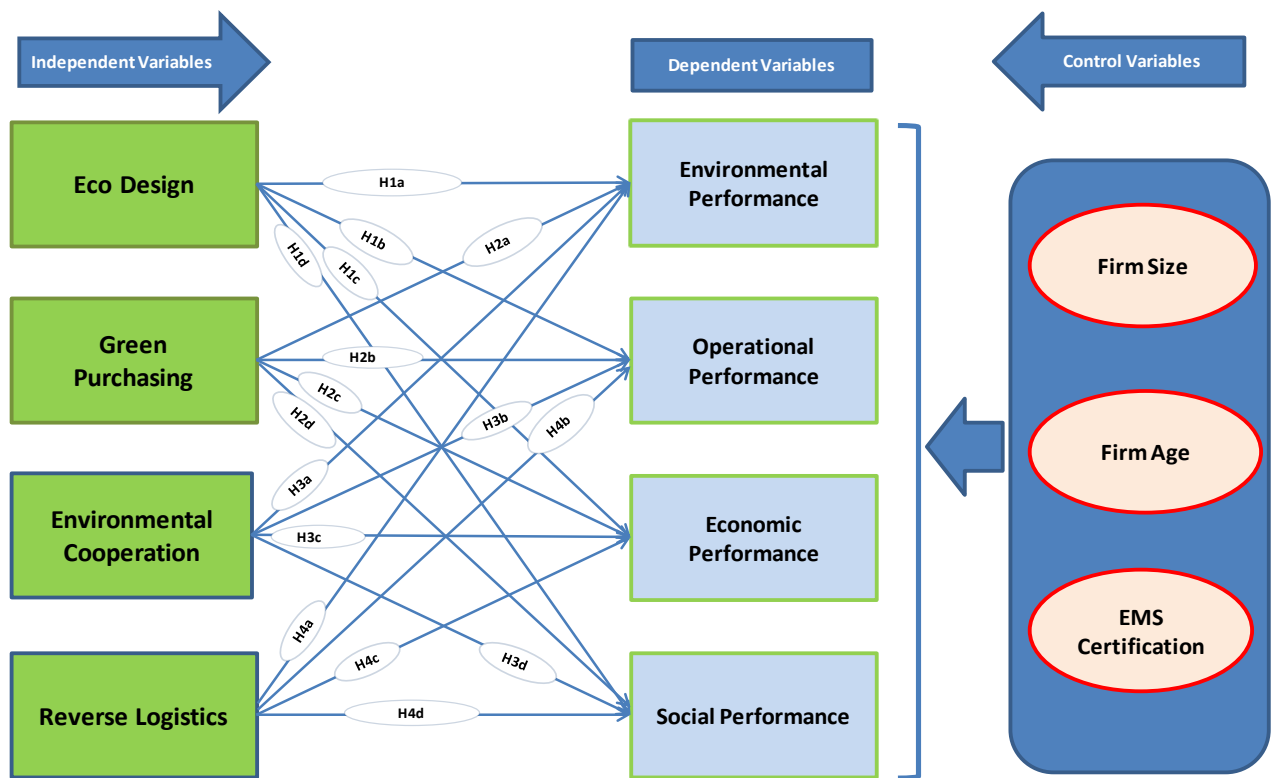 Independent Variables
Dependent Variables
Control Variables
Eco Design
Green
Purchasing
Environmental
Cooperation
Reverse Logistics
H1a
H1b
H1c
H1d
H2a
H2b
H2c
H2d
H3a
H3b
H3c
H3d
H4a
H4b
H4c
H4d
Environmental
Performance
Operational
Performance
Economic
Performance
Social Performance
Firm Size
Firm Age
EMS
Certification